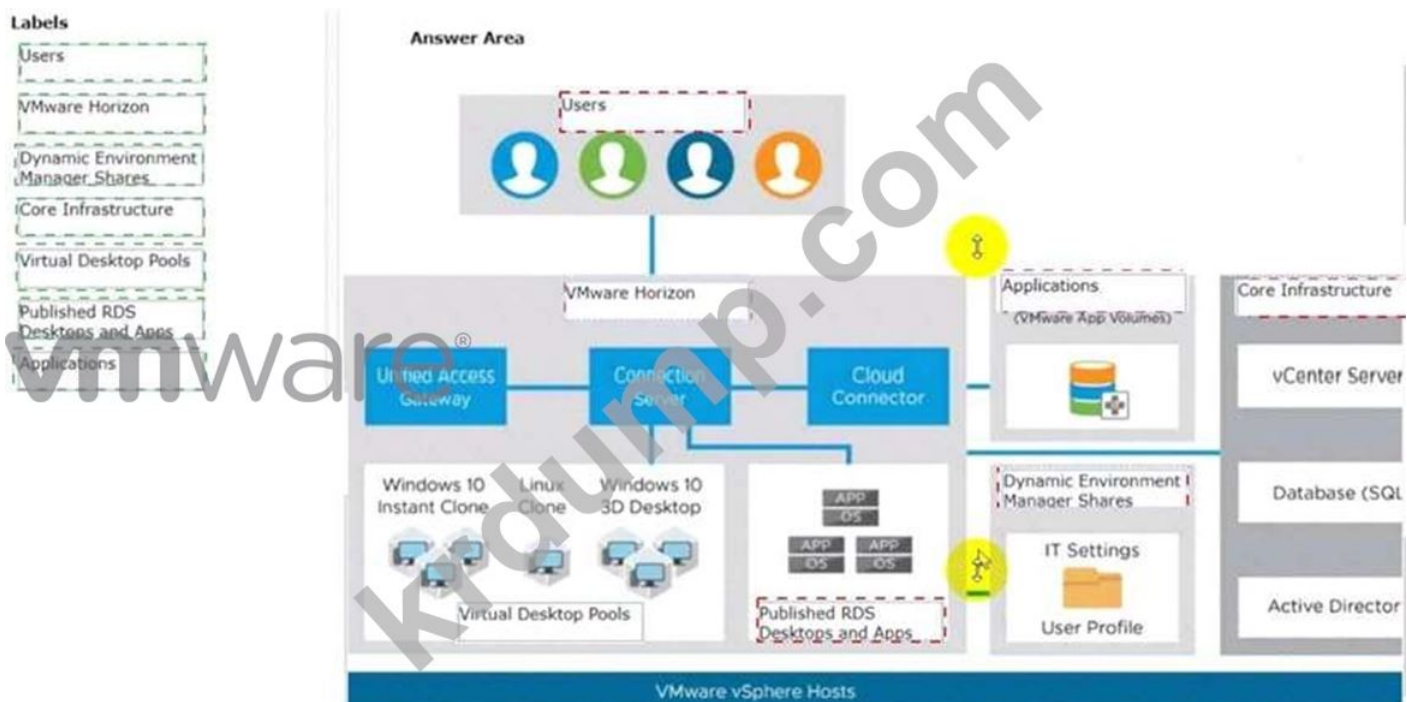 Labels
Users
VMware Horizon
Dynamic Environment
Manager Shares
Core Infrastructure
Virtual Desktop Pools
Published RDS
Desktops and Apps
Applications
vmware®
Answer Area
Users
VMware Horizon
Unified Access
Gateway
Connection
Server
Cloud
Connector
Windows 10
Instant Clone
Linux
Clone
Windows 10
3D Desktop
Virtual Desktop Pools
APP
OS
APP
OS
APP
OS
Published RDS
Desktops and Apps
Applications
(VMware App Volumes)
Dynamic Environment
Manager Shares
IT Settings
User Profile
Core Infrastructure
vCenter Server
Database (SQL
Active Director
VMware vSphere Hosts
krdump.com